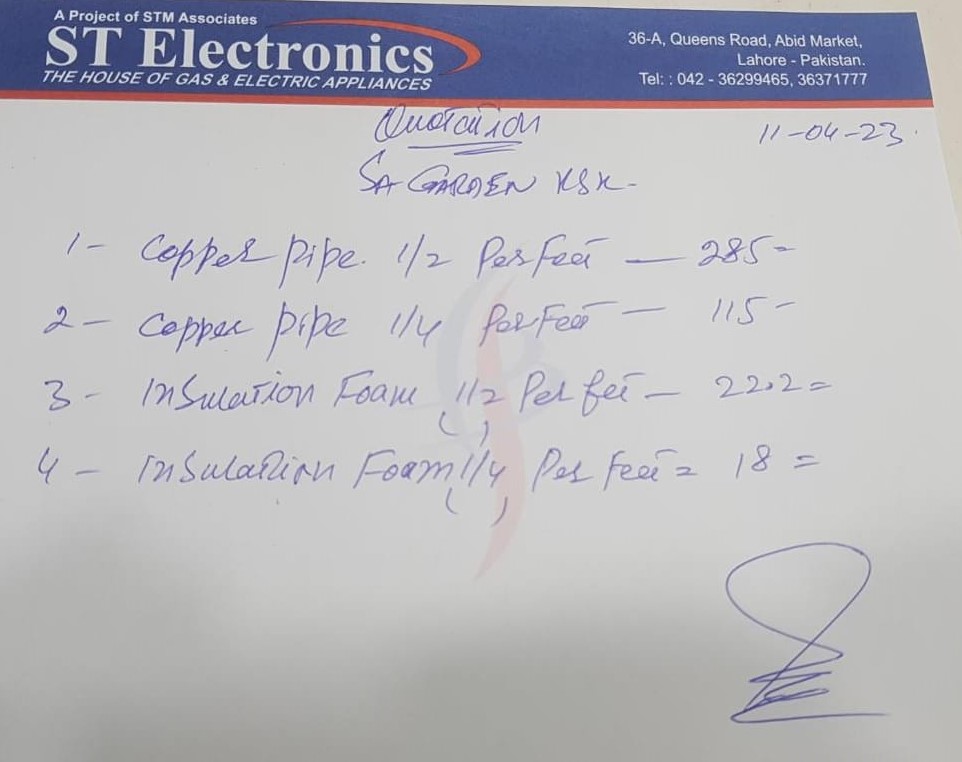 A Project of STM Associates
ST Electronics
THE HOUSE OF GAS & ELECTRIC APPLIANCES
36-A, Queens Road, Abid Market,
Lahore - Pakistan.
Tel: : 042 - 36299465, 36371777
Quotation
11-04-23
SA GARDEN KSK-
1- Copper pipe. 1/2 Per Feet — 285=
2- Copper pipe 1/4 Per Feet — 115-
3- Insulation Foam (1/2) Per feet — 22.2=
4- Insulation Foam (1/4) Per Feet = 18 =